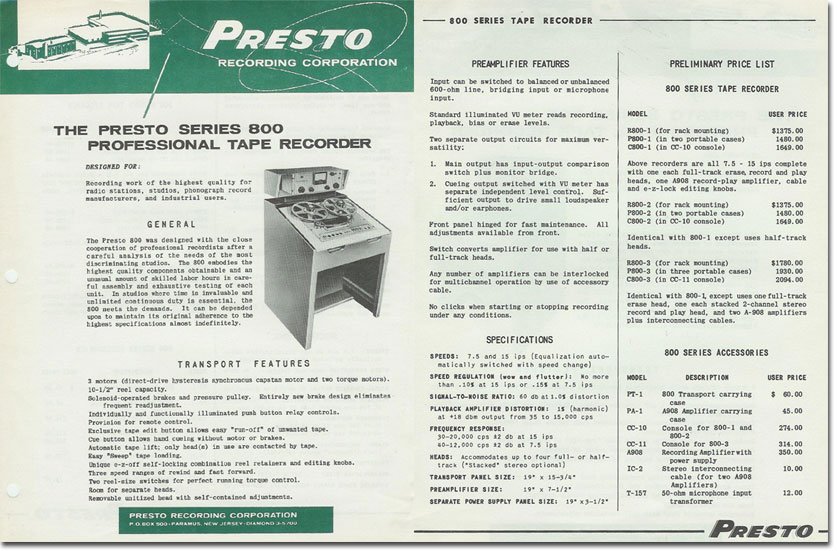 PRESTO
RECORDING CORPORATION
THE PRESTO SERIES 800
PROFESSIONAL TAPE RECORDER
DESIGNED FOR:
Recording work of the highest quality for
radio stations, studios, phonograph record
manufacturers, and industrial users.
GENERAL
The Presto 800 was designed with the close
cooperation of professional recordists after a
careful analysis of the needs of the most
discriminating studios. The 800 embodies the
highest quality components obtainable and an
unusual amount of skilled labor hours in care-
ful assembly and exhaustive testing of each
unit. In studios where time is invaluable and
unlimited continuous duty is essential, the
800 meets the demands. It can be depended
upon to maintain its original adherence to the
highest specifications almost indefinitely.
TRANSPORT FEATURES
3 motors (direct-drive hysteresis synchronous capstan motor and two torque motors).
10-1/2" reel capacity.
Solenoid-operated brakes and pressure pulley. Entirely new brake design eliminates
frequent readjustment.
Individually and functionally illuminated push button relay controls.
Provision for remote control.
Exclusive tape edit button allows easy "run-off" of unwanted tape.
Cue button allows hand cueing without motor or brakes.
Automatic tape lift; only head(s) in use are contacted by tape.
Easy "Sweep" tape loading.
Unique e-z-off self-locking combination reel retainers and editing knobs.
Three speed ranges of rewind and fast forward.
Two reel-size switches for perfect running torque control.
Room for separate heads.
Removable unitized head with self-contained adjustments.
PRESTO RECORDING CORPORATION
P.O. BOX 500 - PARAMUS, NEW JERSEY - DIAMOND 3-5700
800 SERIES TAPE RECORDER
PREAMPLIFIER FEATURES
Input can be switched to balanced or unbalanced
600-ohm line, bridging input or microphone
input.
Standard illuminated VU meter reads recording,
playback, bias or erase levels.
Two separate output circuits for maximum ver-
satility:
1. Main output has input-output comparison
switch plus monitor bridge.
2. Cueing output switched with VU meter has
separate independent level control. Suf-
ficient output to drive small loudspeaker
and/or earphones.
Front panel hinged for fast maintenance. All
adjustments available from front.
Switch converts amplifier for use with half or
full-track heads.
Any number of amplifiers can be interlocked
for multichannel operation by use of accessory
cable.
No clicks when starting or stopping recording
under any conditions.
SPECIFICATIONS
SPEEDS: 7.5 and 15 ips (Equalization auto-
matically switched with speed change)
SPEED REGULATION (wow and flutter): No more
than .10% at 15 ips or .15% at 7.5 ips
SIGNAL-TO-NOISE RATIO: 60 db at 1.0% distortion
PLAYBACK AMPLIFIER DISTORTION: 1% (harmonic)
at +18 dbm output from 35 to 15,000 cps
FREQUENCY RESPONSE:
30-20,000 cps ±2 db at 15 ips
40-12,000 cps ±2 db at 7.5 ips
HEADS: Accommodates up to four full- or half-
track ("Stacked" stereo optional)
TRANSPORT PANEL SIZE: 19" x 15-3/4"
PREAMPLIFIER SIZE: 19" x 7-1/2"
SEPARATE POWER SUPPLY PANEL SIZE: 19" x 3-1/2"
PRELIMINARY PRICE LIST
800 SERIES TAPE RECORDER
MODEL USER PRICE
R800-1 (for rack mounting) $1375.00
P800-1 (in two portable cases) 1480.00
C800-1 (in CC-10 console) 1649.00
Above recorders are all 7.5 - 15 ips complete
with one each full-track erase, record and play
heads, one A908 record-play amplifier, cable
and e-z-lock editing knobs.
R800-2 (for rack mounting) $1375.00
P800-2 (in two portable cases) 1480.00
C800-2 (in CC-10 console) 1649.00
Identical with 800-1 except uses half-track
heads.
R800-3 (for rack mounting) $1780.00
P800-3 (in three portable cases) 1930.00
C800-3 (in CC-11 console) 2094.00
Identical with 800-1, except uses one full-track
erase head, one each stacked 2-channel stereo
record and play head, and two A-908 amplifiers
plus interconnecting cables.
800 SERIES ACCESSORIES
MODEL DESCRIPTION USER PRICE
PT-1 800 Transport carrying case $ 60.00
PA-1 A908 Amplifier carrying case 45.00
CC-10 Console for 800-1 and 800-2 274.00
CC-11 Console for 800-3 314.00
A908 Recording Amplifier with power supply 350.00
IC-2 Stereo interconnecting cable (for two A908 Amplifiers) 10.00
T-157 50-ohm microphone input transformer 12.00
PRESTO